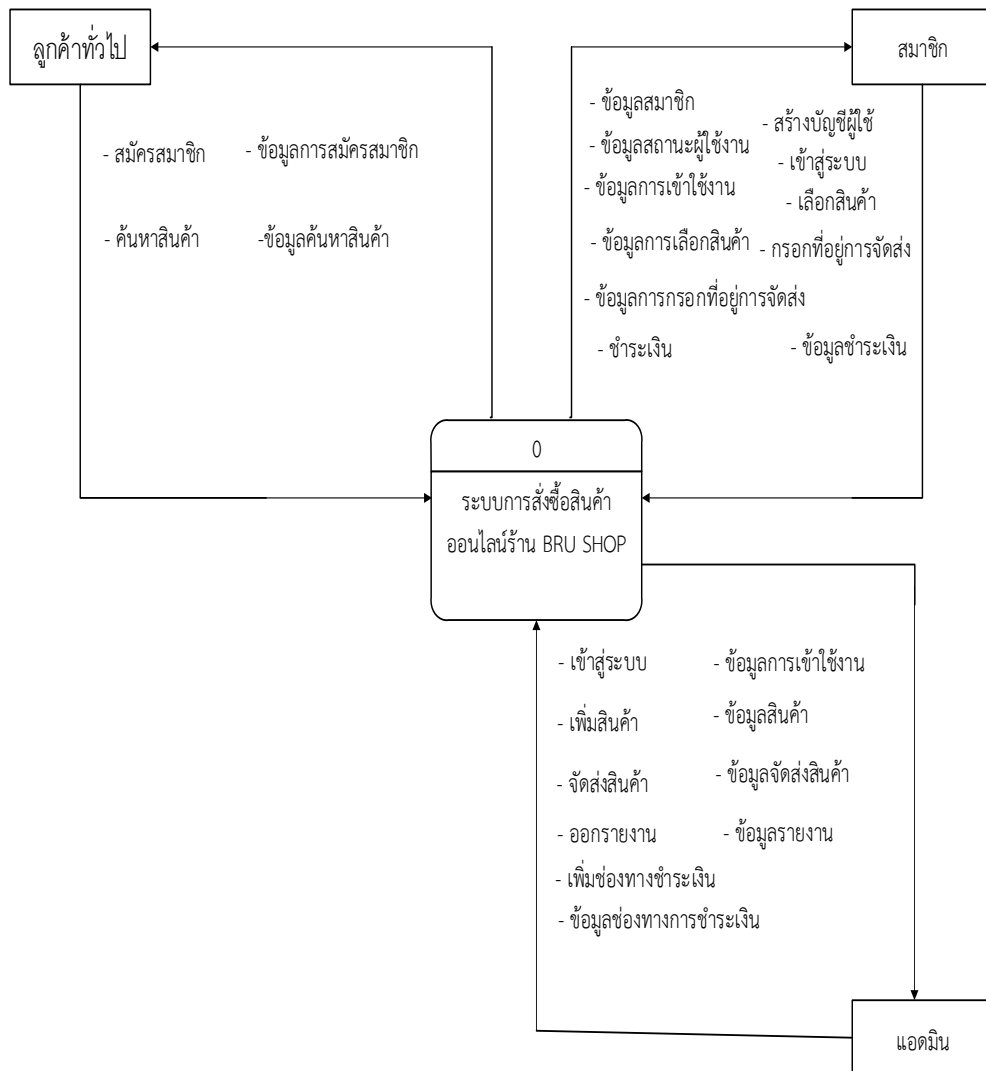 ลูกค้าทั่วไป
สมาชิก
- สมัครสมาชิก
- ข้อมูลการสมัครสมาชิก
- ค้นหาสินค้า
-ข้อมูลค้นหาสินค้า
- ข้อมูลสมาชิก
- ข้อมูลสถานะผู้ใช้งาน
- ข้อมูลการเข้าใช้งาน
- ข้อมูลการเลือกสินค้า
- ข้อมูลการกรอกที่อยู่การจัดส่ง
- ชำระเงิน
- สร้างบัญชีผู้ใช้
- เข้าสู่ระบบ
- เลือกสินค้า
- กรอกที่อยู่การจัดส่ง
- ข้อมูลชำระเงิน
0
ระบบการสั่งซื้อสินค้า
ออนไลน์ร้าน BRU SHOP
- เข้าสู่ระบบ
- เพิ่มสินค้า
- จัดส่งสินค้า
- ออกรายงาน
- เพิ่มช่องทางชำระเงิน
- ข้อมูลช่องทางการชำระเงิน
- ข้อมูลการเข้าใช้งาน
- ข้อมูลสินค้า
- ข้อมูลจัดส่งสินค้า
- ข้อมูลรายงาน
แอดมิน